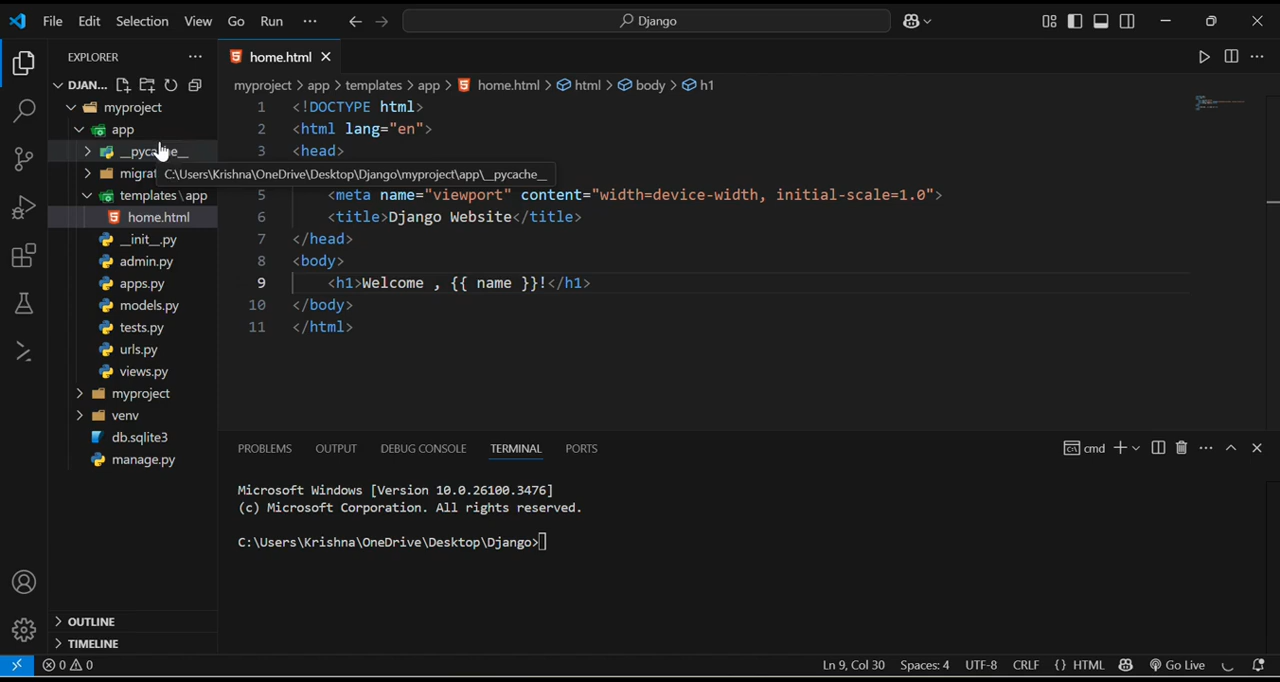 File Edit Selection View Go Run ··· Django
EXPLORER ···
DJAN...
myproject
app
__pyca
migrat
templates\app
home.html
__init__.py
admin.py
apps.py
models.py
tests.py
urls.py
views.py
myproject
venv
db.sqlite3
manage.py
OUTLINE
TIMELINE
home.html
myproject > app > templates > app > home.html > html > body > h1
1 <!DOCTYPE html>
2 <html lang="en">
3 <head>
C:\Users\Krishna\OneDrive\Desktop\Django\myproject\app\__pycache__
5 <meta name="viewport" content="width=device-width, initial-scale=1.0">
6 <title>Django Website</title>
7 </head>
8 <body>
9 <h1>Welcome , {{ name }}!</h1>
10 </body>
11 </html>
PROBLEMS OUTPUT DEBUG CONSOLE TERMINAL PORTS cmd
Microsoft Windows [Version 10.0.26100.3476]
(c) Microsoft Corporation. All rights reserved.
C:\Users\Krishna\OneDrive\Desktop\Django>
0 0 Ln 9, Col 30 Spaces: 4 UTF-8 CRLF {} HTML Go Live